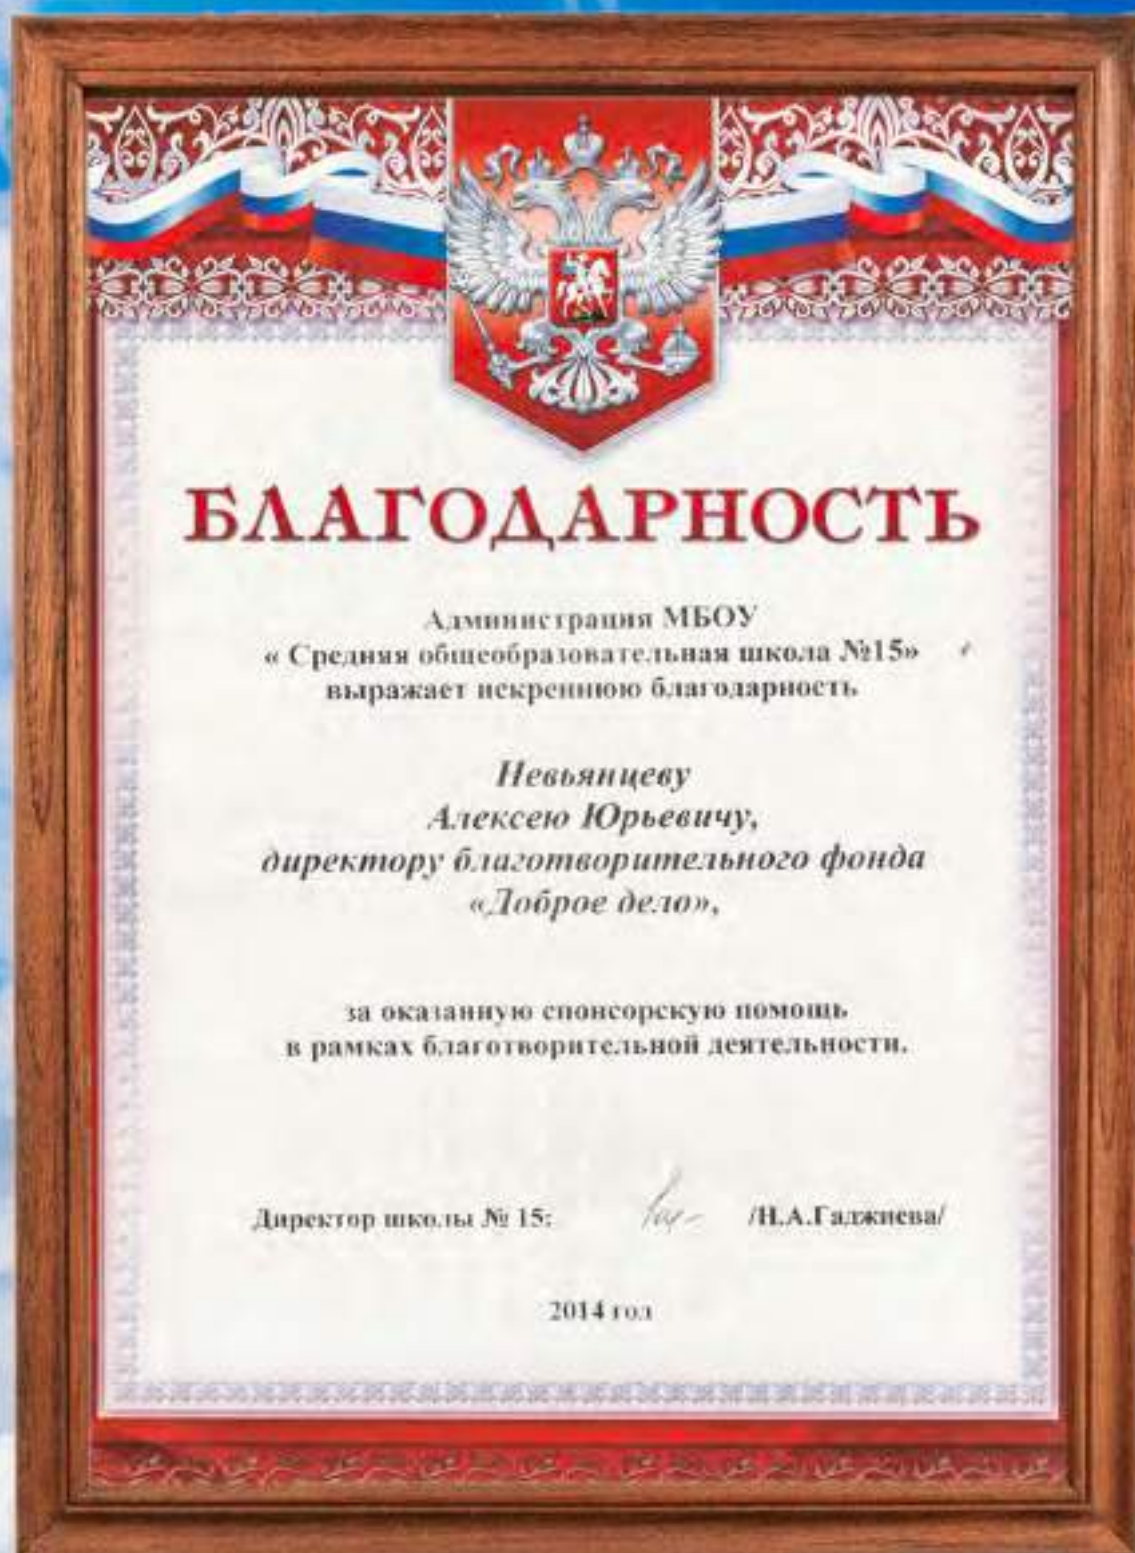 БЛАГОДАРНОСТЬ
Администрация МБОУ
« Средняя общеобразовательная школа №15»
выражает искреннюю благодарность
Невьянцеву
Алексею Юрьевичу,
директору благотворительного фонда
«Доброе дело»,
за оказанную спонсорскую помощь
в рамках благотворительной деятельности.
Директор школы № 15: /Н.А.Гаджиева/
2014 год